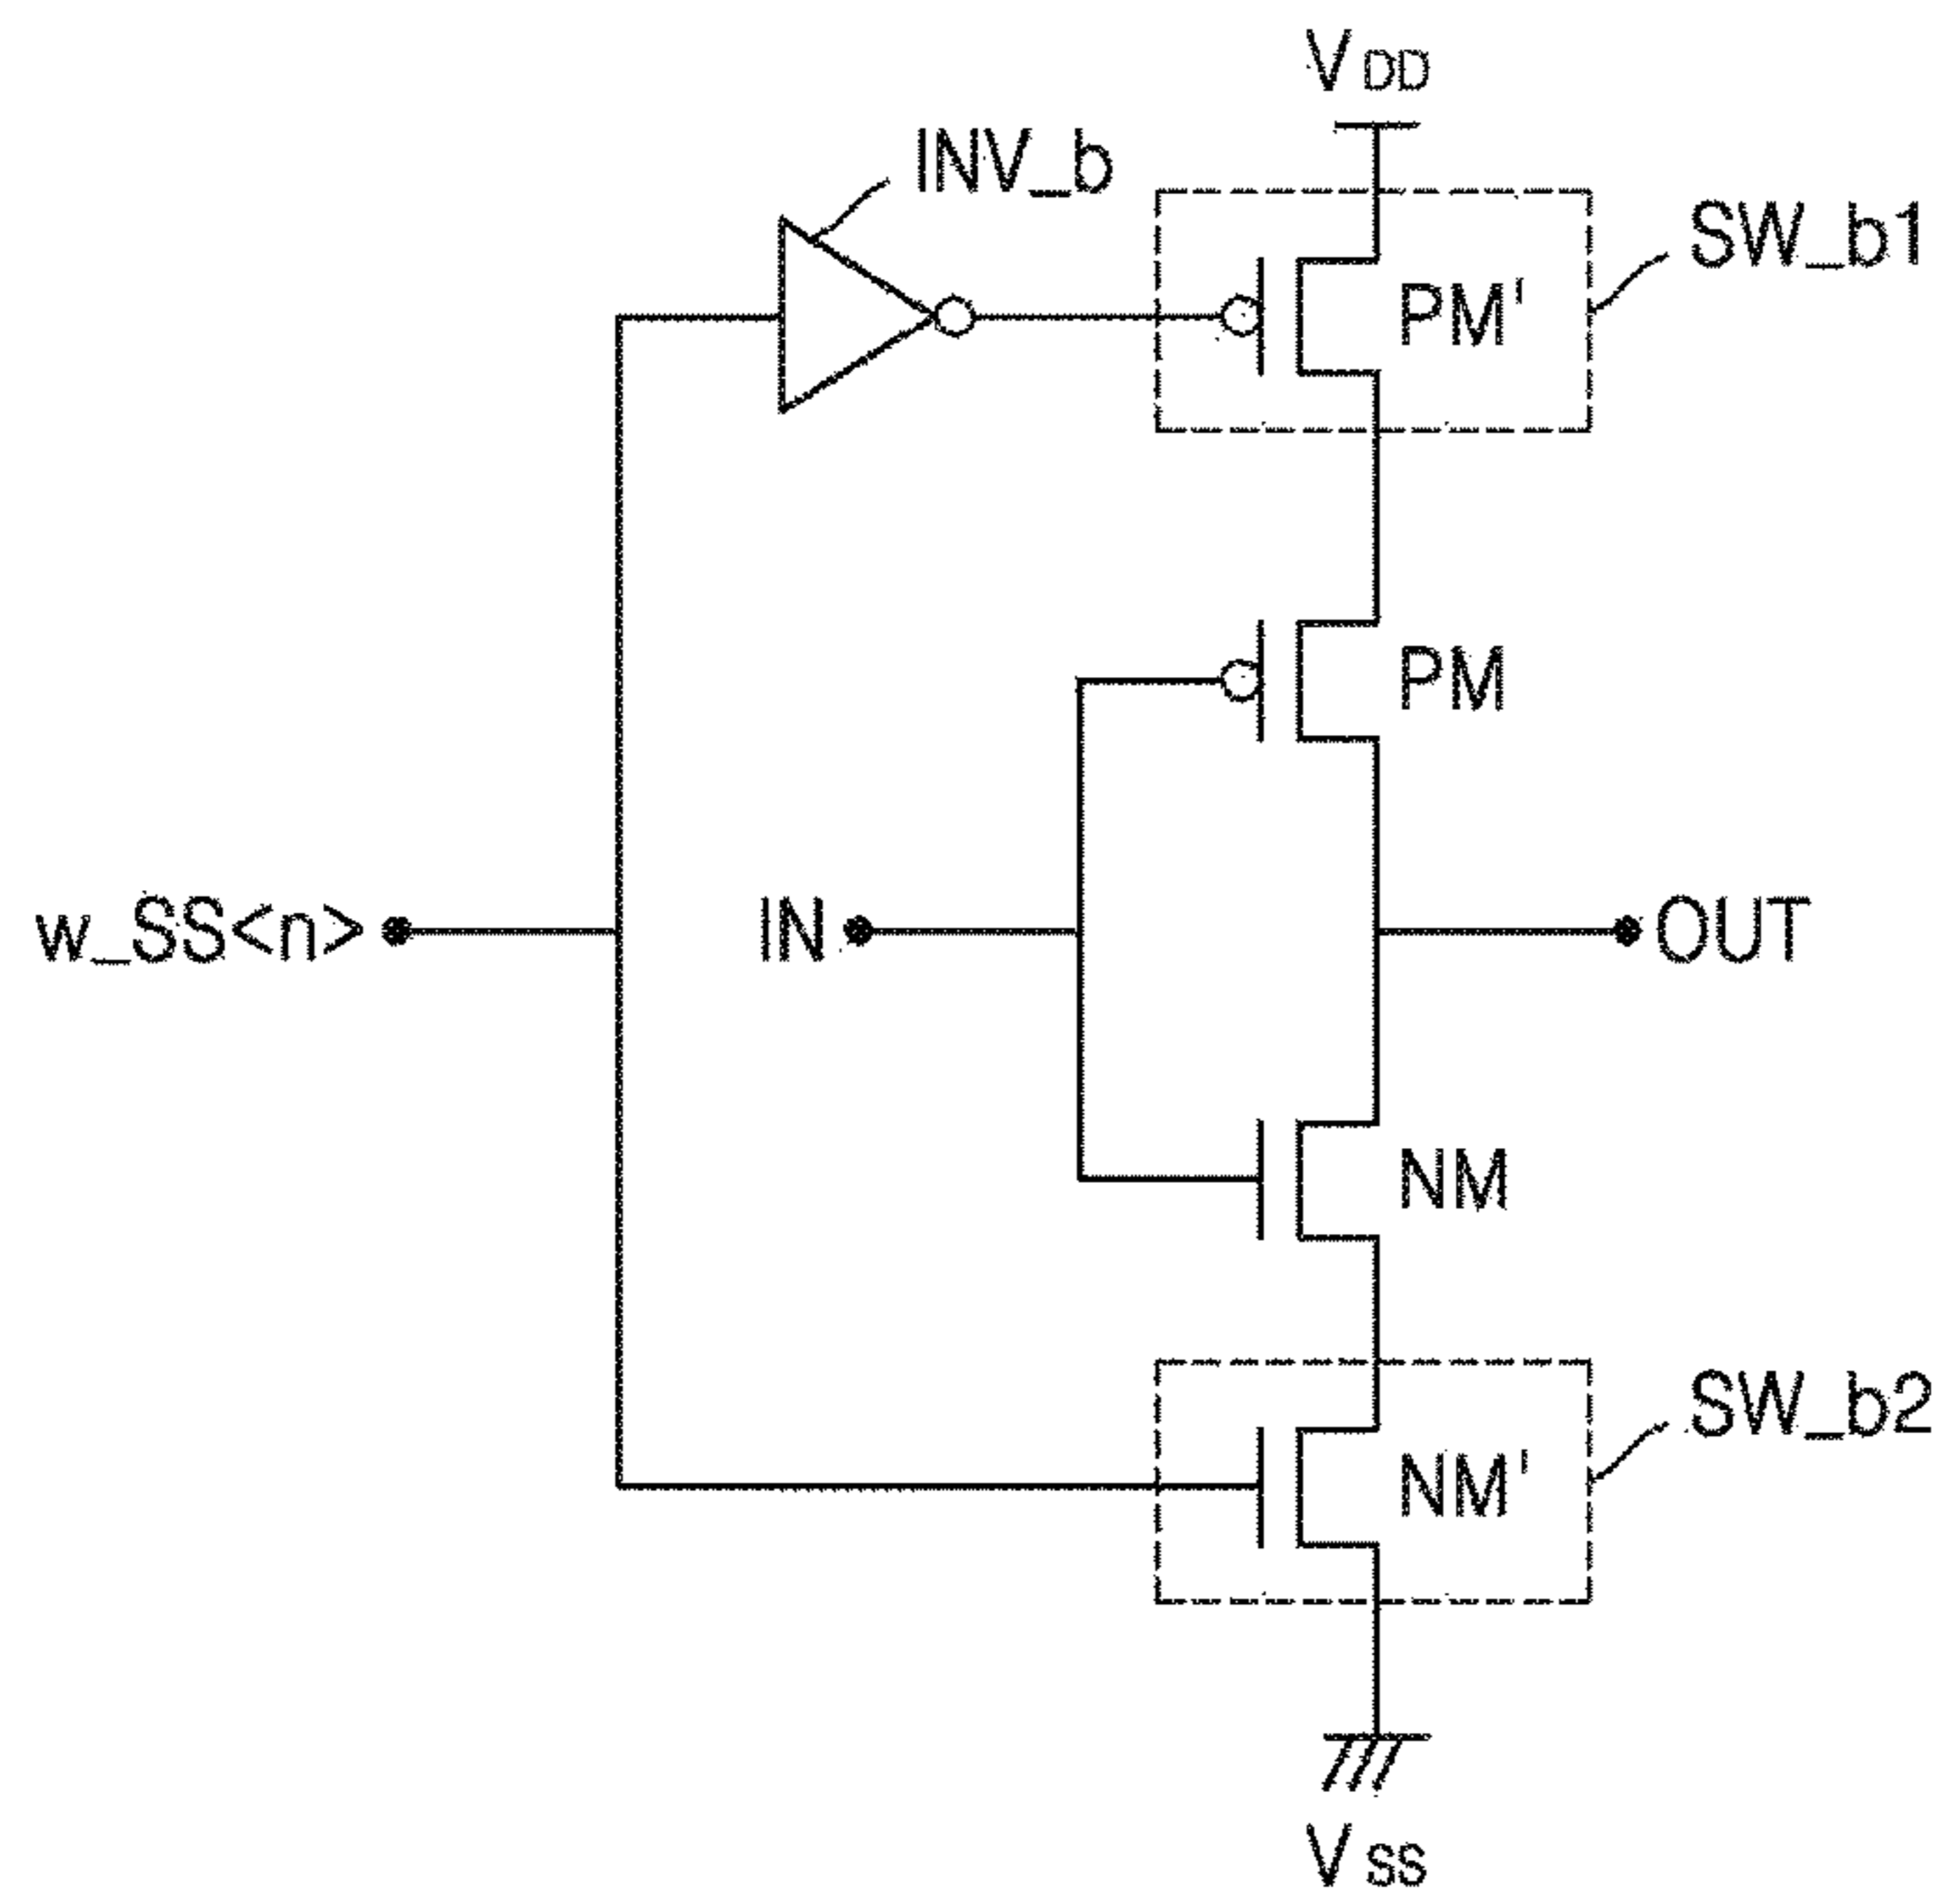 VDD
INV_b
SW_b1
PM'
PM
w_SS<n>
IN
OUT
NM
SW_b2
NM'
VSS